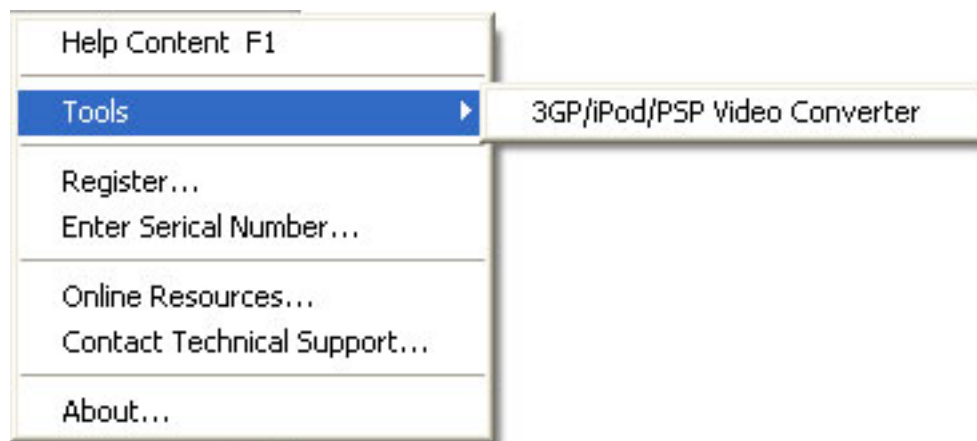 Help Content F1
Tools
3GP/iPod/PSP Video Converter
Register...
Enter Serical Number...
Online Resources...
Contact Technical Support...
About...